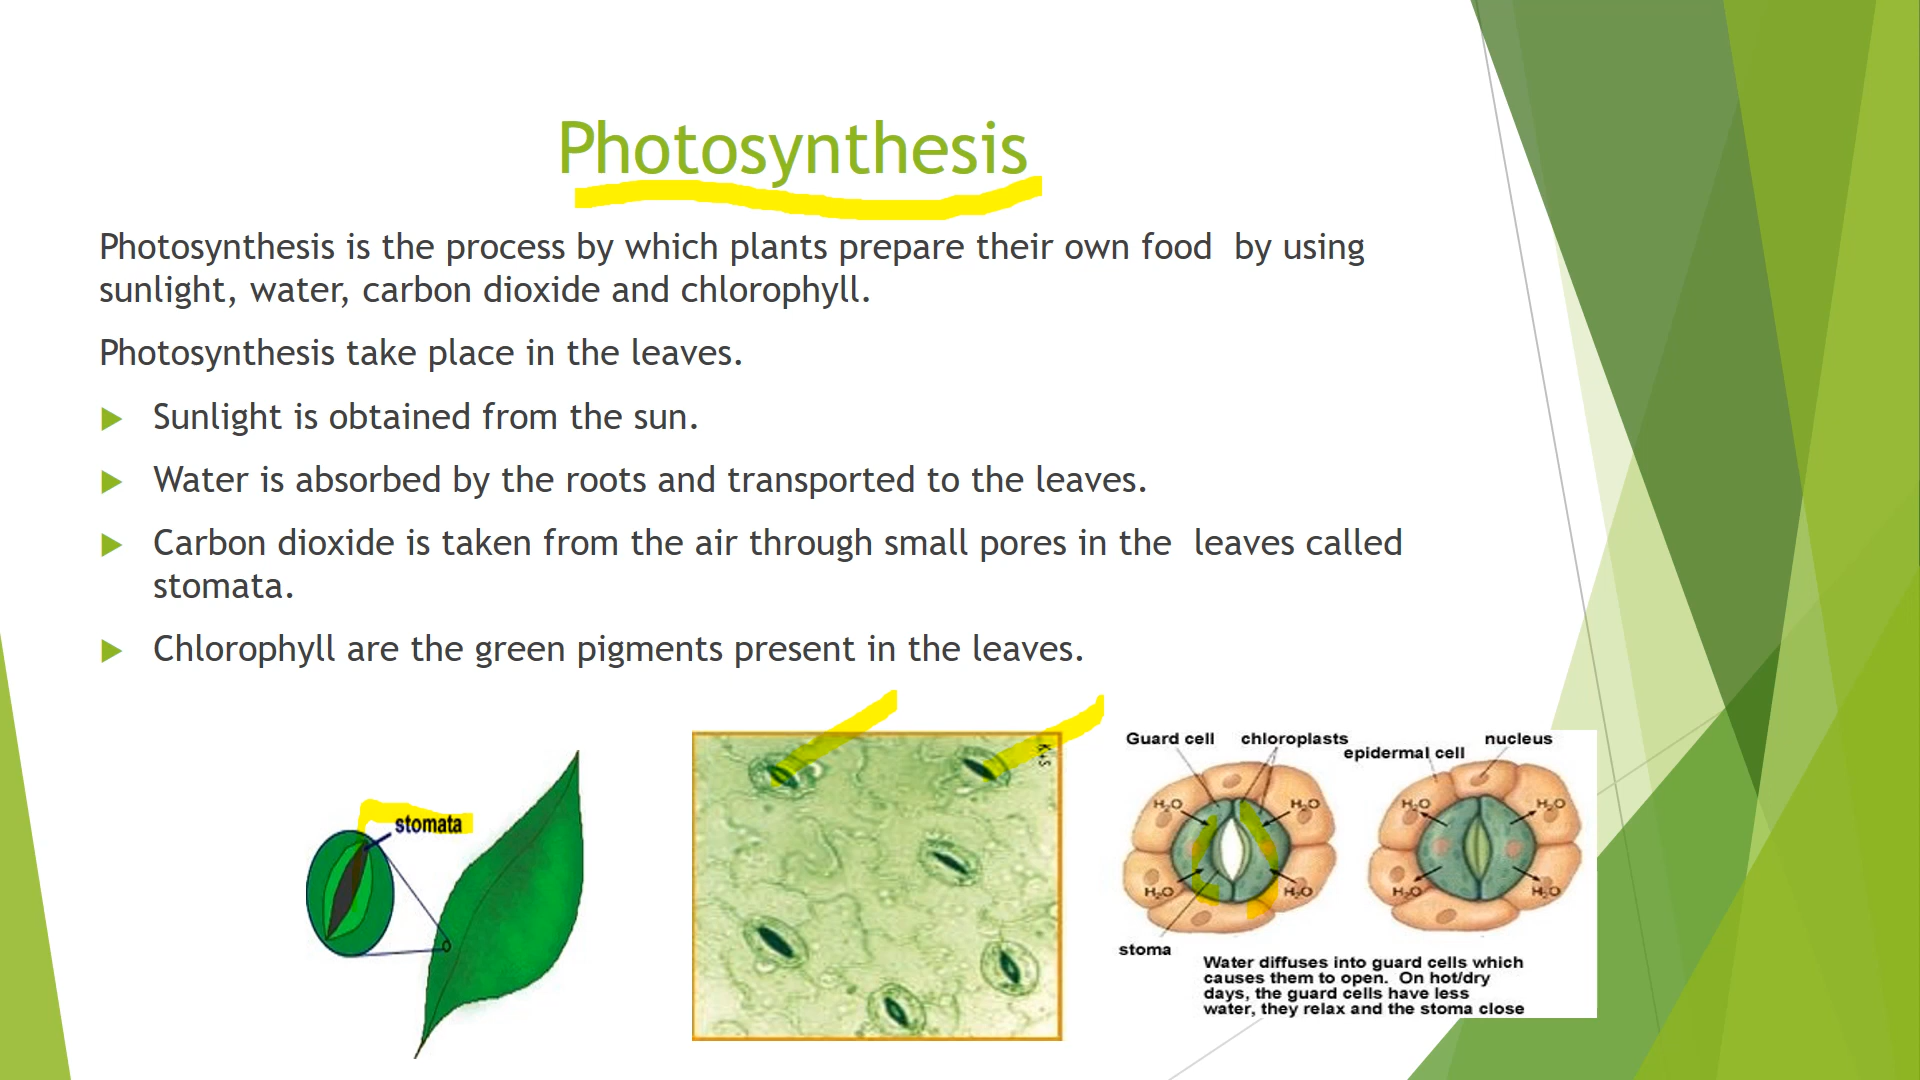 Photosynthesis
Photosynthesis is the process by which plants prepare their own food  by using
sunlight, water, carbon dioxide and chlorophyll.
Photosynthesis take place in the leaves.
Sunlight is obtained from the sun.
Water is absorbed by the roots and transported to the leaves.
Carbon dioxide is taken from the air through small pores in the  leaves called
stomata.
Chlorophyll are the green pigments present in the leaves.
stomata
K+S
Guard cell chloroplasts
epidermal cell
nucleus
H2O H2O
H2O H2O
H2O H2O
H2O H2O
stoma
Water diffuses into guard cells which
causes them to open. On hot/dry
days, the guard cells have less
water, they relax and the stoma close